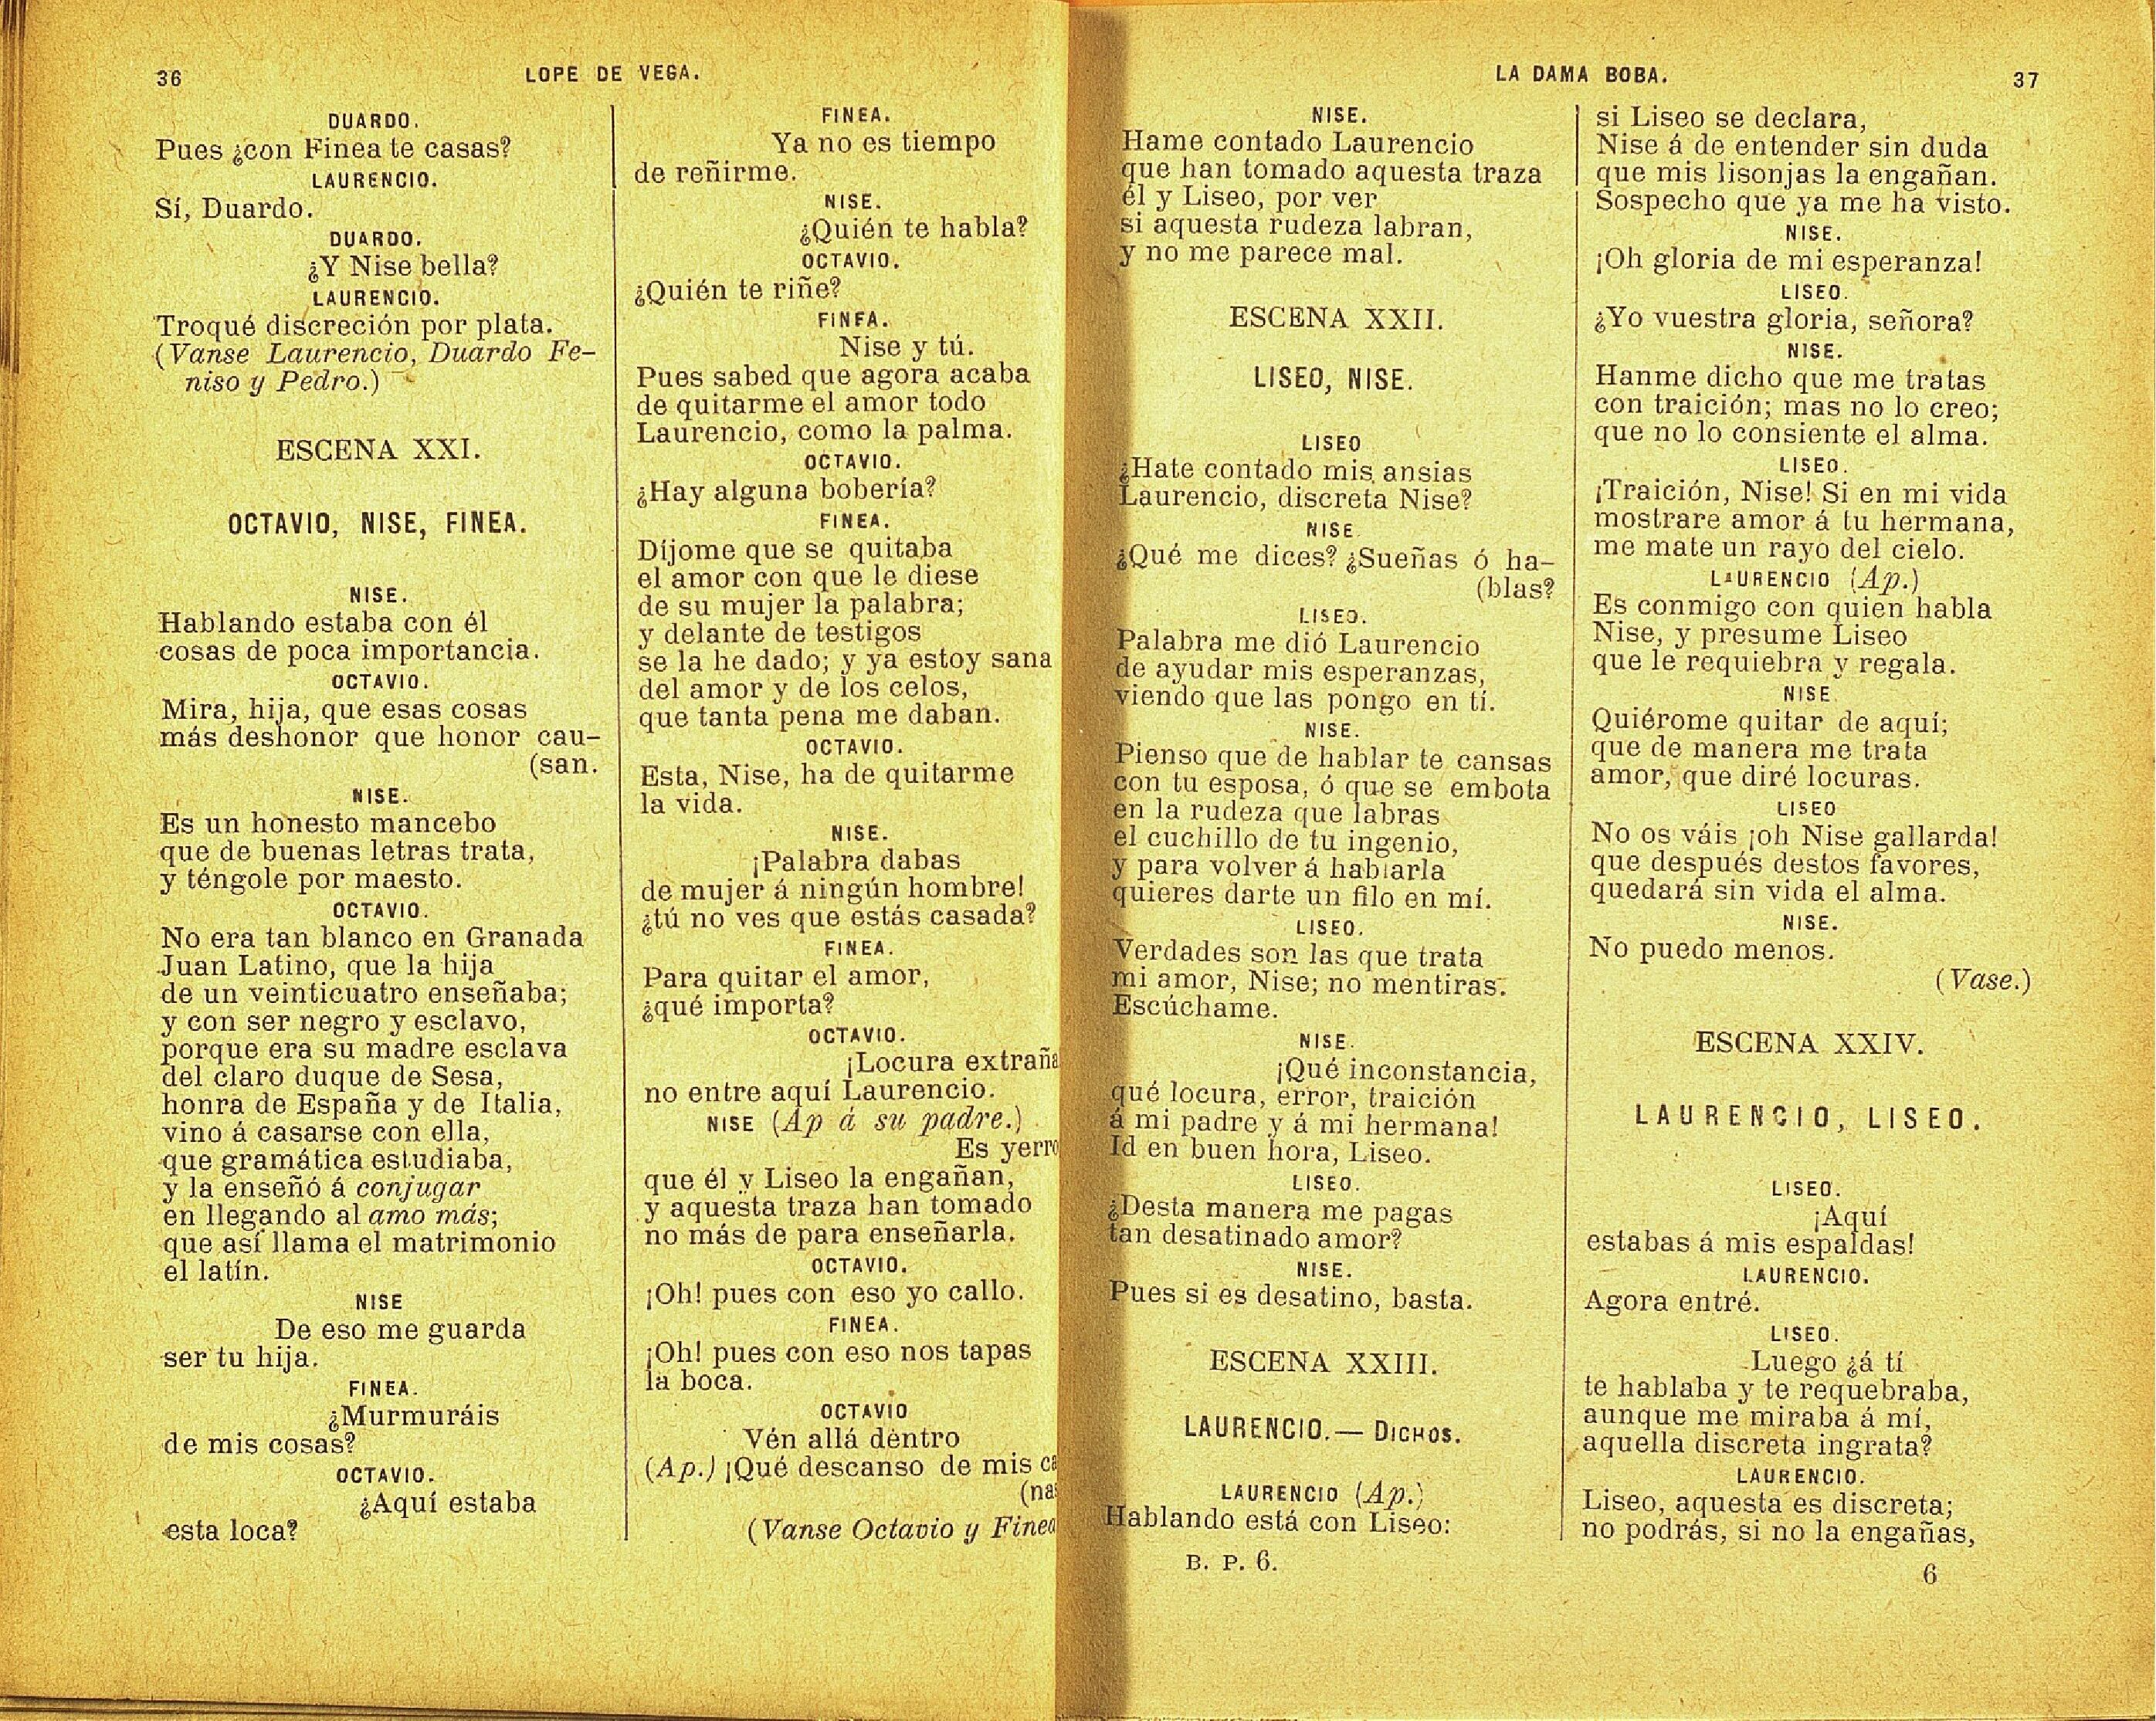 36
LOPE DE VEGA.
DUARDO.
Pues ¿con Finea te casas?
LAURENCIO.
Sí, Duardo.
DUARDO.
¿Y Nise bella?
LAURENCIO.
Troqué discreción por plata.
(Vanse Laurencio, Duardo Fe-
niso y Pedro.)
ESCENA XXI.
OCTAVIO, NISE, FINEA.
NISE.
Hablando estaba con él
cosas de poca importancia.
OCTAVIO.
Mira, hija, que esas cosas
más deshonor que honor cau-
(san.
NISE.
Es un honesto mancebo
que de buenas letras trata,
y téngole por maesto.
OCTAVIO.
No era tan blanco en Granada
Juan Latino, que la hija
de un veinticuatro enseñaba;
y con ser negro y esclavo,
porque era su madre esclava
del claro duque de Sesa,
honra de España y de Italia,
vino á casarse con ella,
que gramática estudiaba,
y la enseñó á conjugar
en llegando al amo más;
que así llama el matrimonio
el latín.
NISE
De eso me guarda
ser tu hija.
FINEA.
¿Murmuráis
de mis cosas?
OCTAVIO.
¿Aquí estaba
esta loca?
FINEA.
Ya no es tiempo
de reñirme.
NISE.
¿Quién te habla?
OCTAVIO.
¿Quién te riñe?
FINEA.
Nise y tú.
Pues sabed que agora acaba
de quitarme el amor todo
Laurencio, como la palma.
OCTAVIO.
¿Hay alguna bobería?
FINEA.
Díjome que se quitaba
el amor con que le diese
de su mujer la palabra;
y delante de testigos
se la he dado; y ya estoy sana
del amor y de los celos,
que tanta pena me daban.
OCTAVIO.
Esta, Nise, ha de quitarme
la vida.
NISE.
¡Palabra dabas
de mujer á ningún hombre!
¿tú no ves que estás casada?
FINEA.
Para quitar el amor,
¿qué importa?
OCTAVIO.
¡Locura extraña
no entre aquí Laurencio.
NISE (Ap á su padre.)
Es yerro
que él y Liseo la engañan,
y aquesta traza han tomado
no más de para enseñarla.
OCTAVIO.
¡Oh! pues con eso yo callo.
FINEA.
¡Oh! pues con eso nos tapas
la boca.
OCTAVIO
Vén allá dentro
(Ap.) ¡Qué descanso de mis ca
(nas
(Vanse Octavio y Finea
LA DAMA BOBA.
37
NISE.
Hame contado Laurencio
que han tomado aquesta traza
él y Liseo, por ver
si aquesta rudeza labran,
y no me parece mal.
ESCENA XXII.
LISEO, NISE.
LISEO
¿Hate contado mis ansias
Laurencio, discreta Nise?
NISE
¿Qué me dices? ¿Sueñas ó ha-
(blas?
LISEO.
Palabra me dió Laurencio
de ayudar mis esperanzas,
viendo que las pongo en tí.
NISE.
Pienso que de hablar te cansas
con tu esposa, ó que se embota
en la rudeza que labras
el cuchillo de tu ingenio,
y para volver á hablarla
quieres darte un filo en mí.
LISEO.
Verdades son las que trata
mi amor, Nise; no mentiras.
Escúchame.
NISE.
¡Qué inconstancia,
qué locura, error, traición
á mi padre y á mi hermana!
Id en buen hora, Liseo.
LISEO.
¿Desta manera me pagas
tan desatinado amor?
NISE.
Pues si es desatino, basta.
ESCENA XXIII.
LAURENCIO.— DICHOS.
LAURENCIO (Ap.)
Hablando está con Liseo:
B. P. 6.
si Liseo se declara,
Nise á de entender sin duda
que mis lisonjas la engañan.
Sospecho que ya me ha visto.
NISE.
¡Oh gloria de mi esperanza!
LISEO.
¿Yo vuestra gloria, señora?
NISE.
Hanme dicho que me tratas
con traición; mas no lo creo;
que no lo consiente el alma.
LISEO.
¡Traición, Nise! Si en mi vida
mostrare amor á tu hermana,
me mate un rayo del cielo.
LAURENCIO (Ap.)
Es conmigo con quien habla
Nise, y presume Liseo
que le requiebra y regala.
NISE.
Quiérome quitar de aquí;
que de manera me trata
amor, que diré locuras.
LISEO
No os váis ¡oh Nise gallarda!
que después destos favores,
quedará sin vida el alma.
NISE.
No puedo menos.
(Vase.)
ESCENA XXIV.
LAURENCIO, LISEO.
LISEO.
¡Aquí
estabas á mis espaldas!
LAURENCIO.
Agora entré.
LISEO.
Luego ¿á tí
te hablaba y te requebraba,
aunque me miraba á mí,
aquella discreta ingrata?
LAURENCIO.
Liseo, aquesta es discreta;
no podrás, si no la engañas,
6